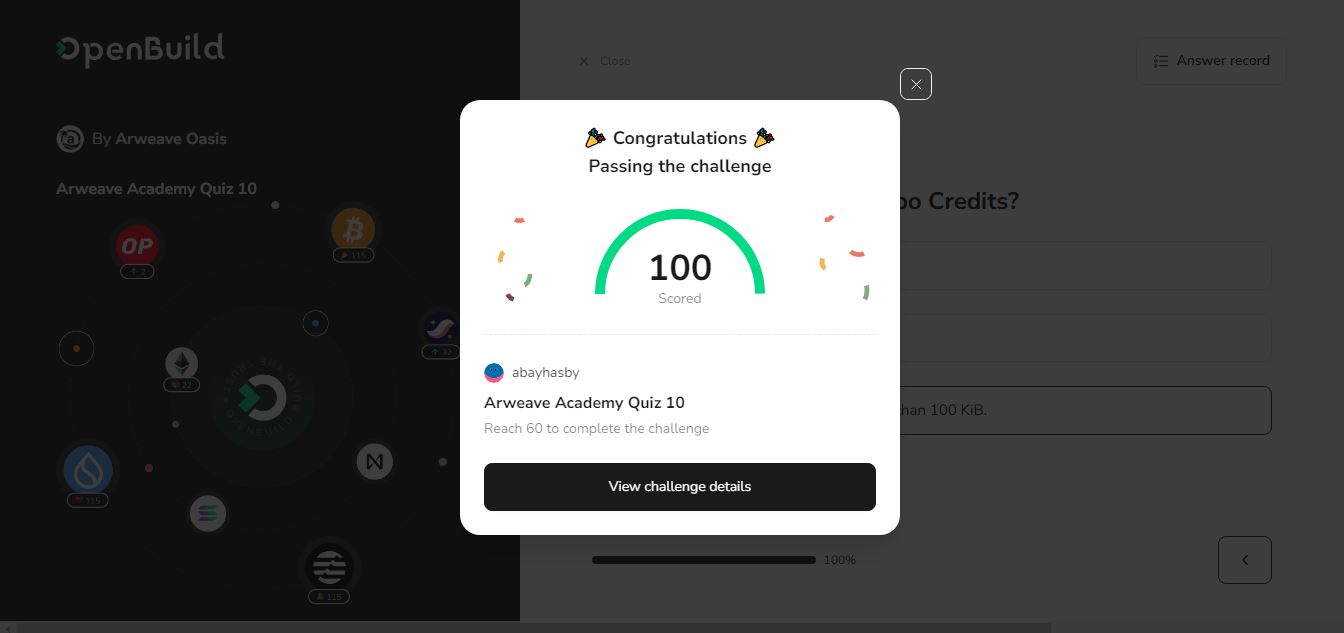 OpenBuild
By Arweave Oasis
Arweave Academy Quiz 10
OP
2
115
32
22
115
115
Close
Answer record
oo Credits?
han 100 KiB.
100%
🎉 Congratulations 🎉
Passing the challenge
100
Scored
abayhasby
Arweave Academy Quiz 10
Reach 60 to complete the challenge
View challenge details